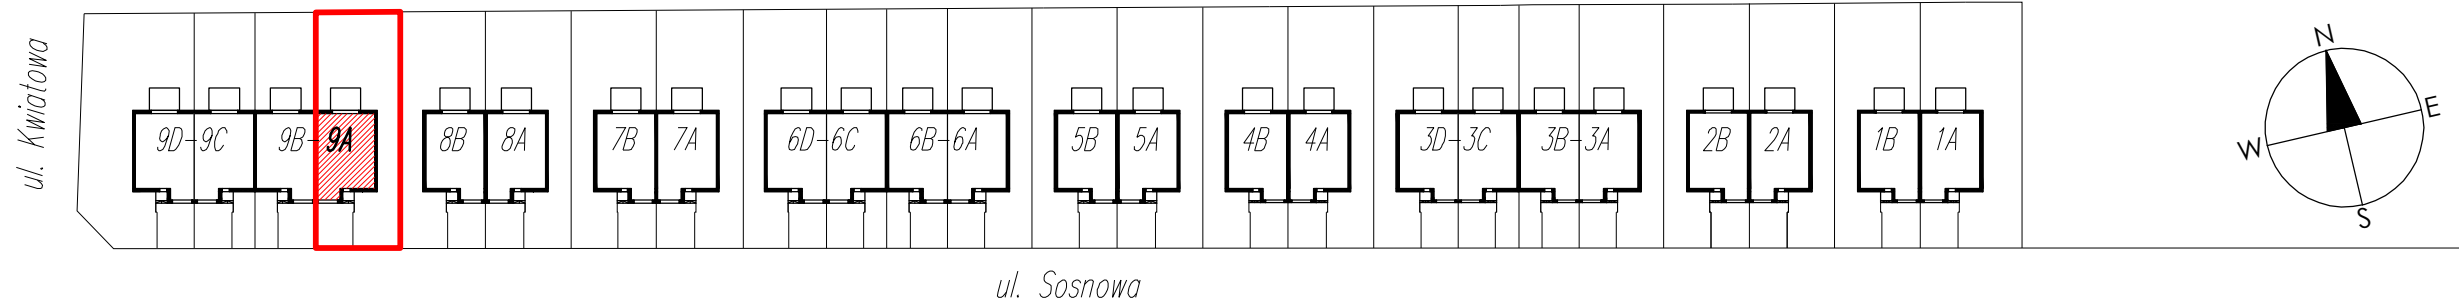 ul. Kwiatowa
9D-9C 9B-9A 8B 8A 7B 7A 6D-6C 6B-6A 5B 5A 4B 4A 3D-3C 3B-3A 2B 2A 1B 1A
N
E
W
S
ul. Sosnowa